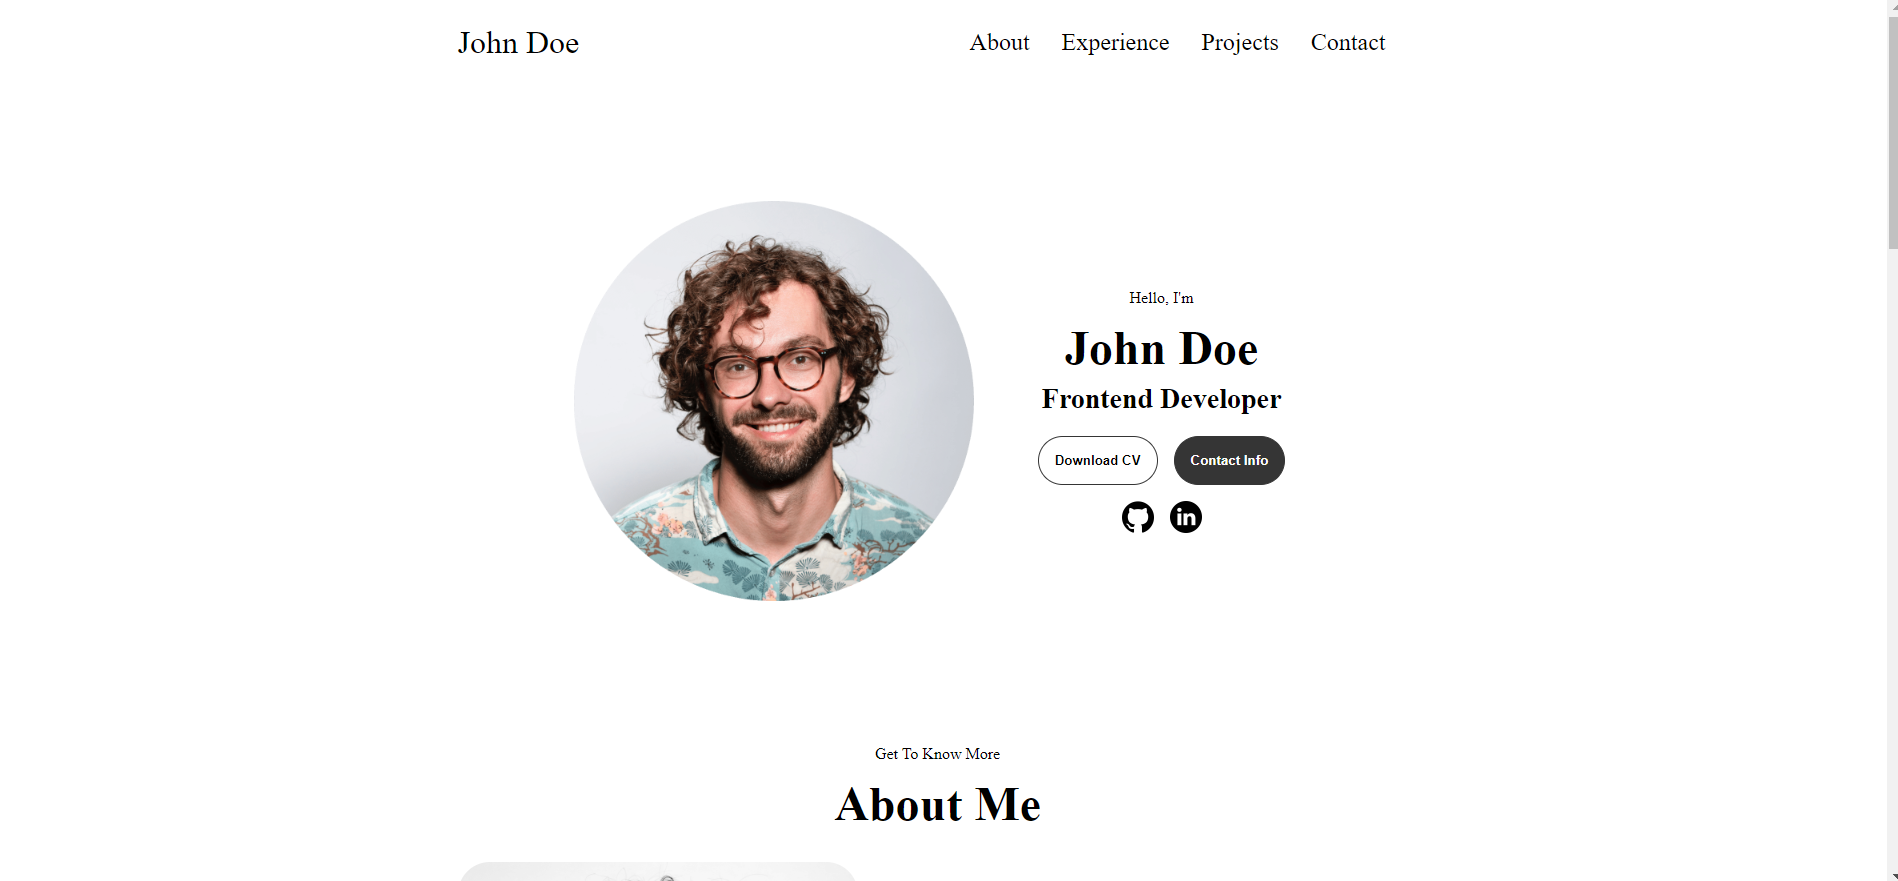 John Doe
About Experience Projects Contact
Hello, I'm
John Doe
Frontend Developer
Download CV Contact Info
in
Get To Know More
About Me